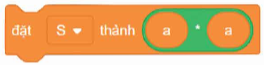 đặt S thành a * a